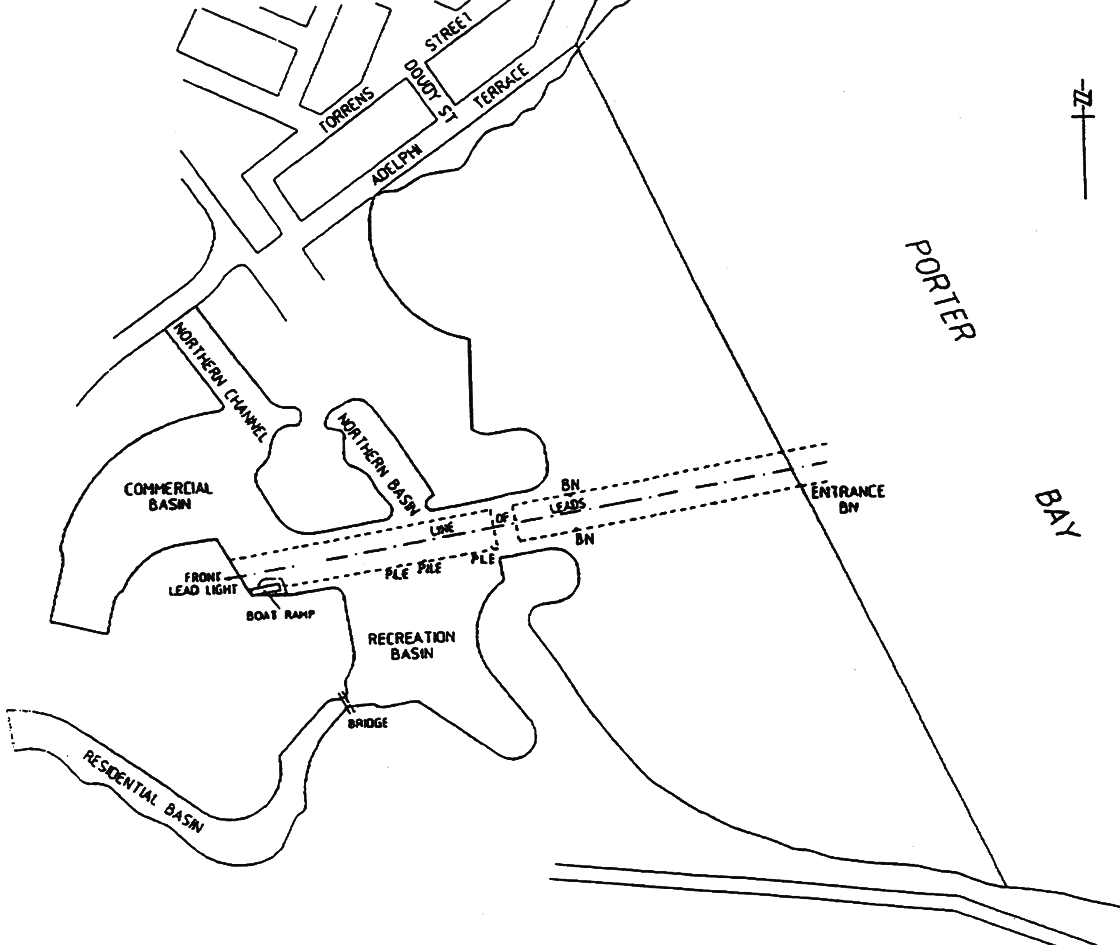 STREET
DOUDY ST
TORRENS
TERRACE
ADELPHI
N
PORTER
BAY
NORTHERN CHANNEL
NORTHERN BASIN
COMMERCIAL
BASIN
BN
LEADS
OF
LINE
BN
ENTRANCE
BN
PILE
PILE
PILE
FRONT
LEAD LIGHT
BOAT RAMP
RECREATION
BASIN
BRIDGE
RESIDENTIAL BASIN